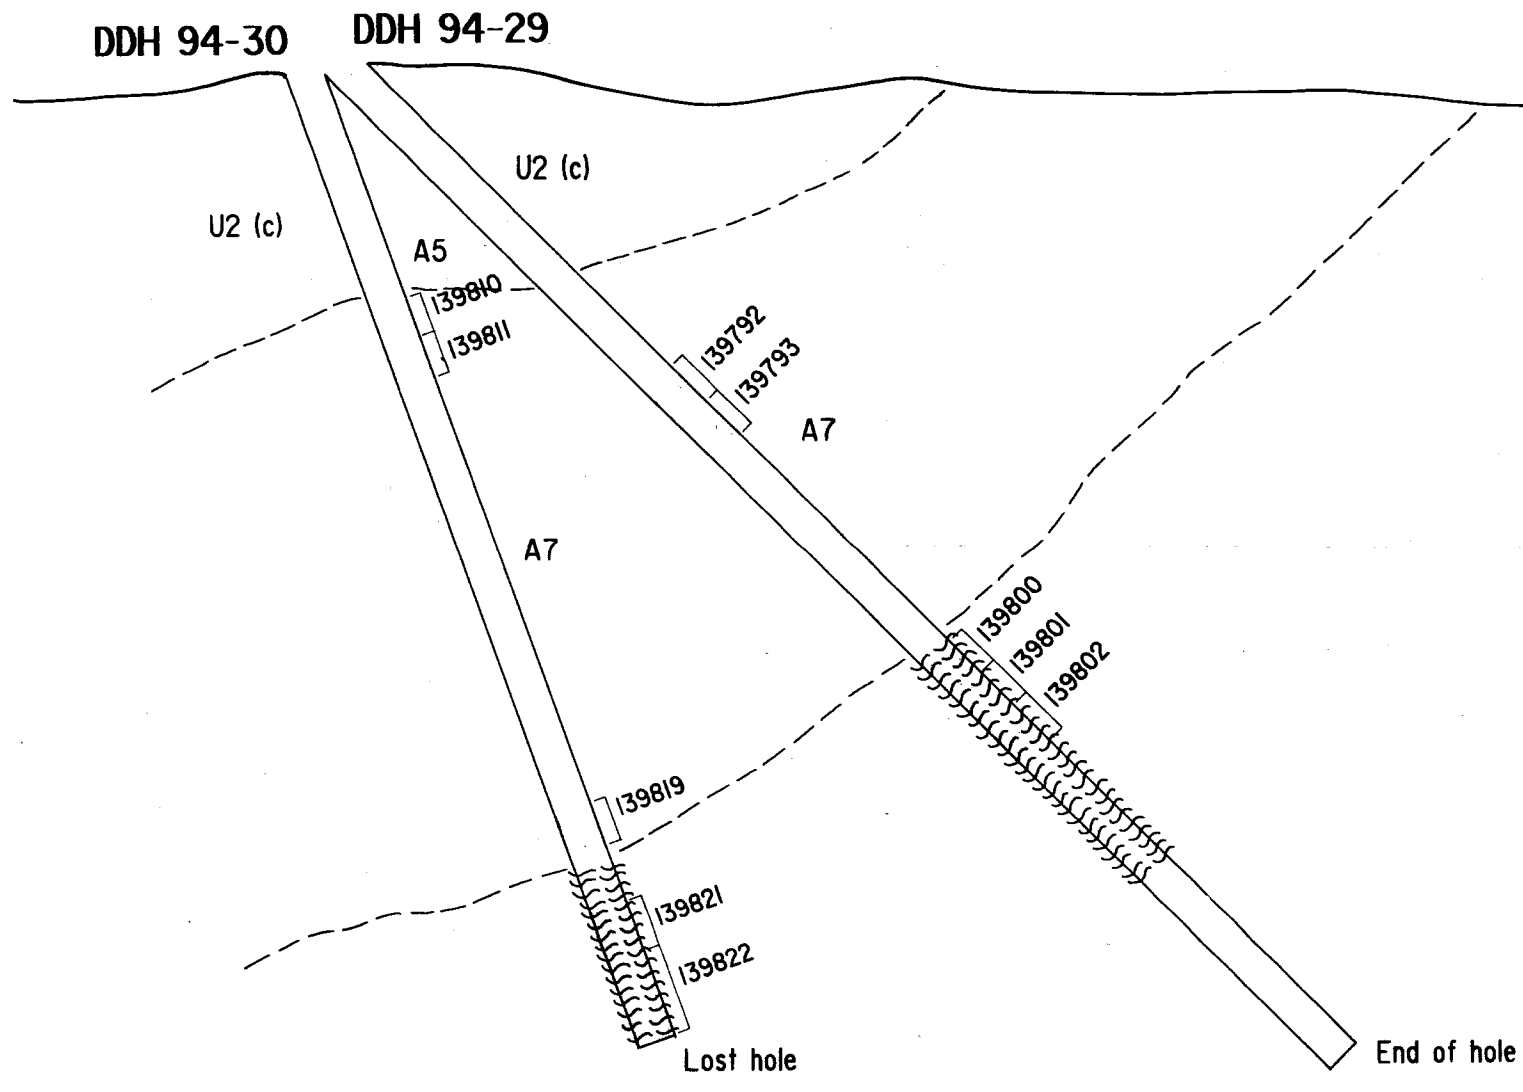 DDH 94-30
DDH 94-29
U2 (c)
U2 (c)
A5
139810
139811
139792
139793
A7
A7
139800
139801
139802
139819
139821
139822
Lost hole
End of hole